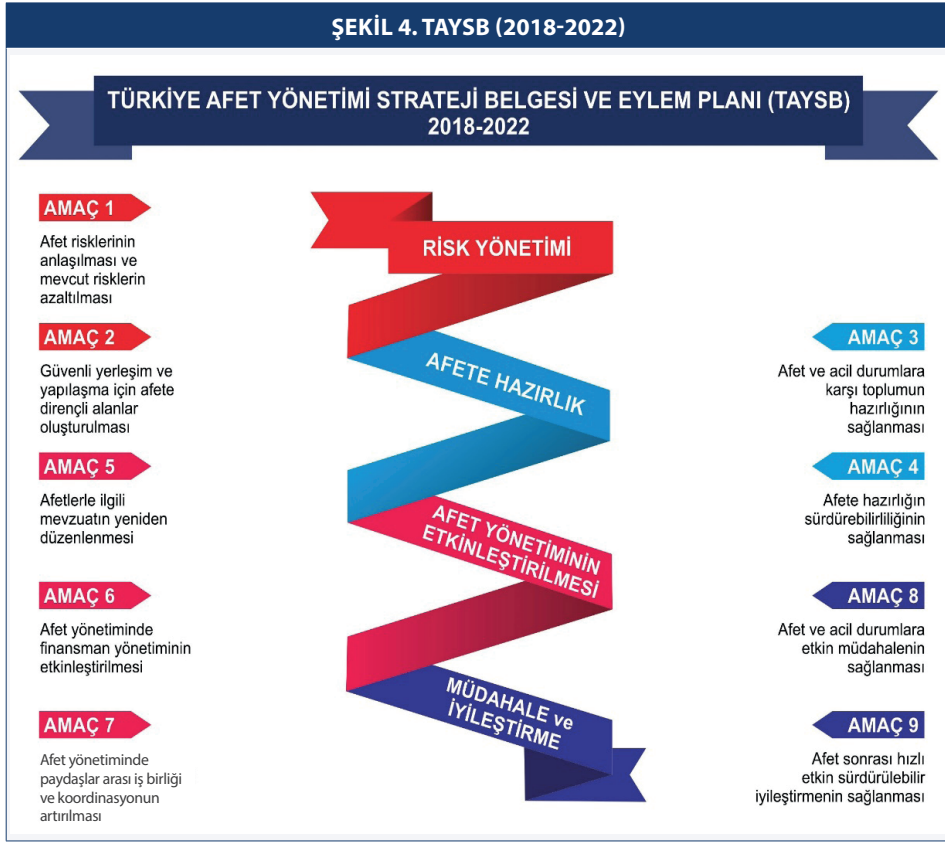 ŞEKİL 4. TAYSB (2018-2022)
TÜRKİYE AFET YÖNETİMİ STRATEJİ BELGESİ VE EYLEM PLANI (TAYSB)
2018-2022
AMAÇ 1
Afet risklerinin
anlaşılması ve
mevcut risklerin
azaltılması
AMAÇ 2
Güvenli yerleşim ve
yapılaşma için afete
dirençli alanlar
oluşturulması
AMAÇ 5
Afetlerle ilgili
mevzuatın yeniden
düzenlenmesi
AMAÇ 6
Afet yönetiminde
finansman yönetiminin
etkinleştirilmesi
AMAÇ 7
Afet yönetiminde
paydaşlar arası iş birliği
ve koordinasyonun
artırılması
RİSK YÖNETİMİ
AFETE HAZIRLIK
AFET YÖNETİMİNİN
ETKİNLEŞTİRİLMESİ
MÜDAHALE ve
İYİLEŞTİRME
AMAÇ 3
Afet ve acil durumlara
karşı toplumun
hazırlığının
sağlanması
AMAÇ 4
Afete hazırlığın
sürdürebilirliliğinin
sağlanması
AMAÇ 8
Afet ve acil durumlara
etkin müdahalenin
sağlanması
AMAÇ 9
Afet sonrası hızlı
etkin sürdürülebilir
iyileştirmenin sağlanması